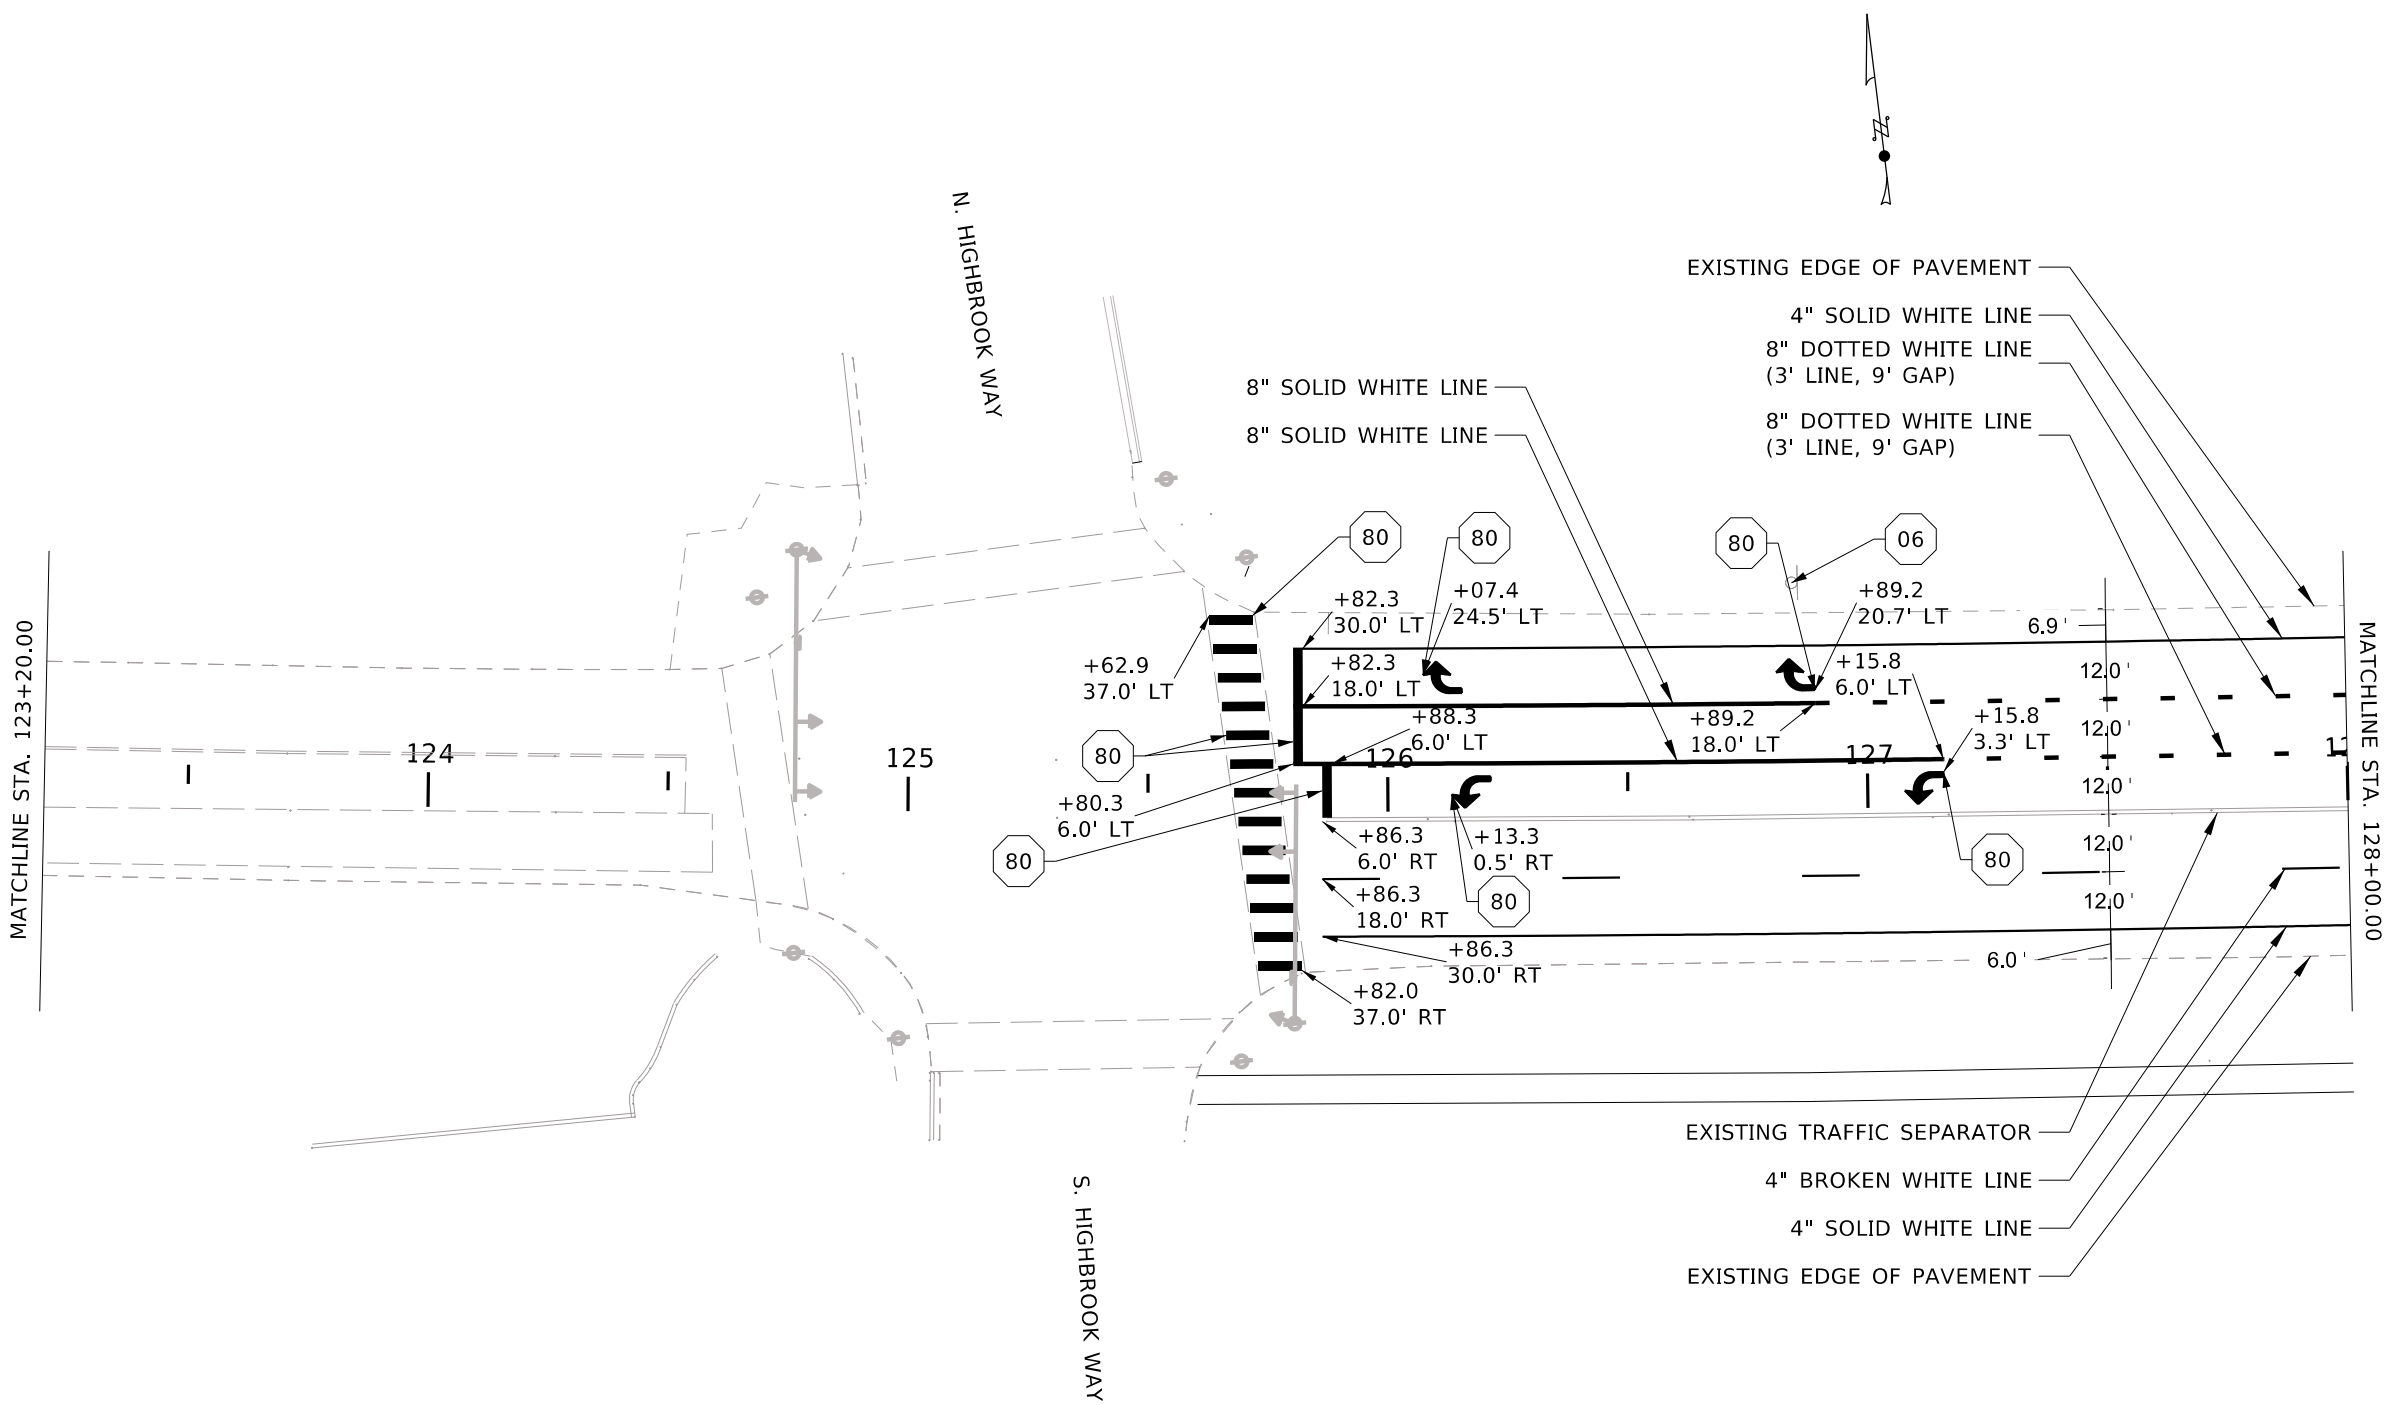 N
N. HIGHBROOK WAY
EXISTING EDGE OF PAVEMENT
4" SOLID WHITE LINE
8" DOTTED WHITE LINE
(3' LINE, 9' GAP)
8" SOLID WHITE LINE
8" SOLID WHITE LINE
8" DOTTED WHITE LINE
(3' LINE, 9' GAP)
80
80
80
06
+82.3
30.0' LT
+07.4
24.5' LT
+89.2
20.7' LT
6.9'
+62.9
37.0' LT
+82.3
18.0' LT
+15.8
6.0' LT
12.0'
+88.3
6.0' LT
+89.2
18.0' LT
+15.8
3.3' LT
12.0'
MATCHLINE STA. 123+20.00
124
125
80
126
127
12
MATCHLINE STA. 128+00.00
12.0'
+80.3
6.0' LT
80
+86.3
6.0' RT
+13.3
0.5' RT
80
12.0'
+86.3
18.0' RT
80
12.0'
+86.3
30.0' RT
6.0'
+82.0
37.0' RT
EXISTING TRAFFIC SEPARATOR
4" BROKEN WHITE LINE
4" SOLID WHITE LINE
EXISTING EDGE OF PAVEMENT
S. HIGHBROOK WAY